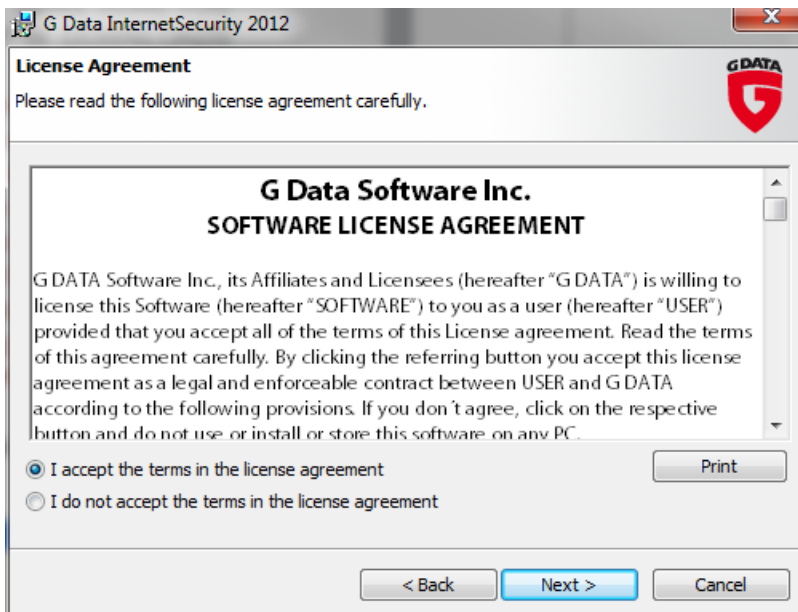 G Data InternetSecurity 2012
License Agreement
Please read the following license agreement carefully.
GDATA
G Data Software Inc.
SOFTWARE LICENSE AGREEMENT
G DATA Software Inc., its Affiliates and Licensees (hereafter “G DATA”) is willing to
license this Software (hereafter “SOFTWARE”) to you as a user (hereafter “USER”)
provided that you accept all of the terms of this License agreement. Read the terms
of this agreement carefully. By clicking the referring button you accept this license
agreement as a legal and enforceable contract between USER and G DATA
according to the following provisions. If you don´t agree, click on the respective
button and do not use or install or store this software on any PC.
I accept the terms in the license agreement
Print
I do not accept the terms in the license agreement
< Back
Next >
Cancel